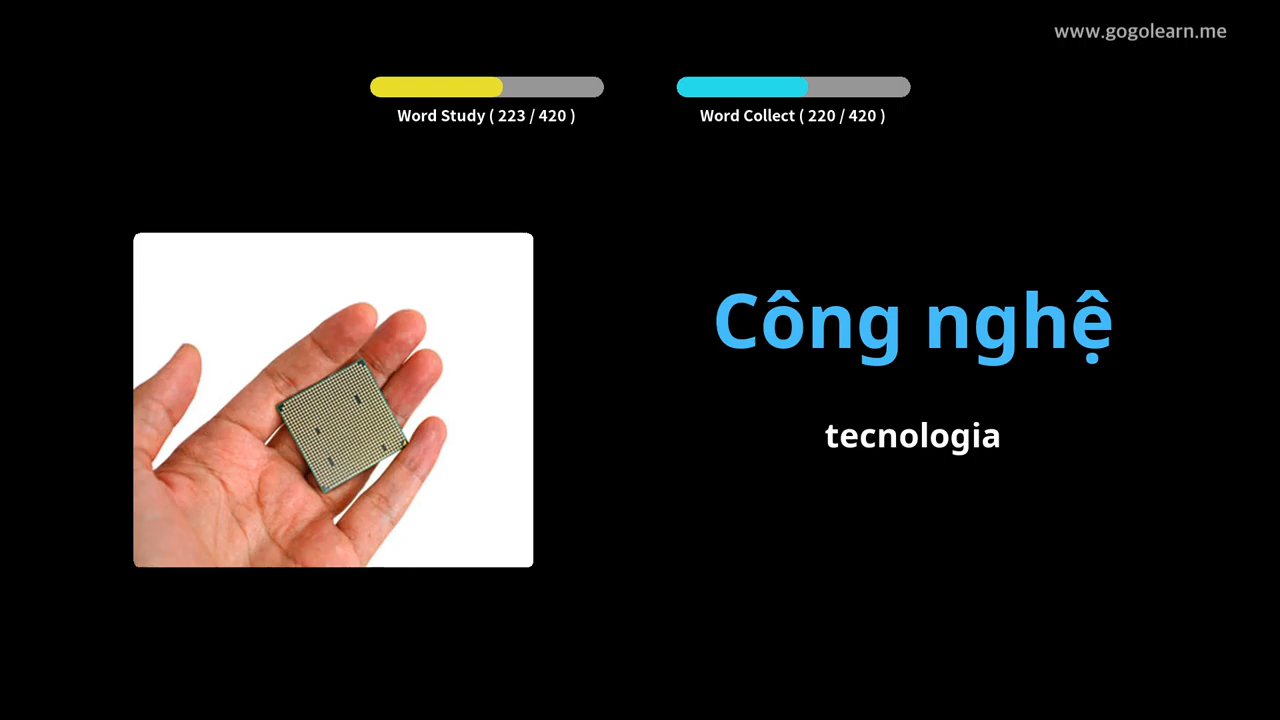 www.gogolearn.me
Word Study ( 223 / 420 )
Word Collect ( 220 / 420 )
Công nghệ
tecnologia